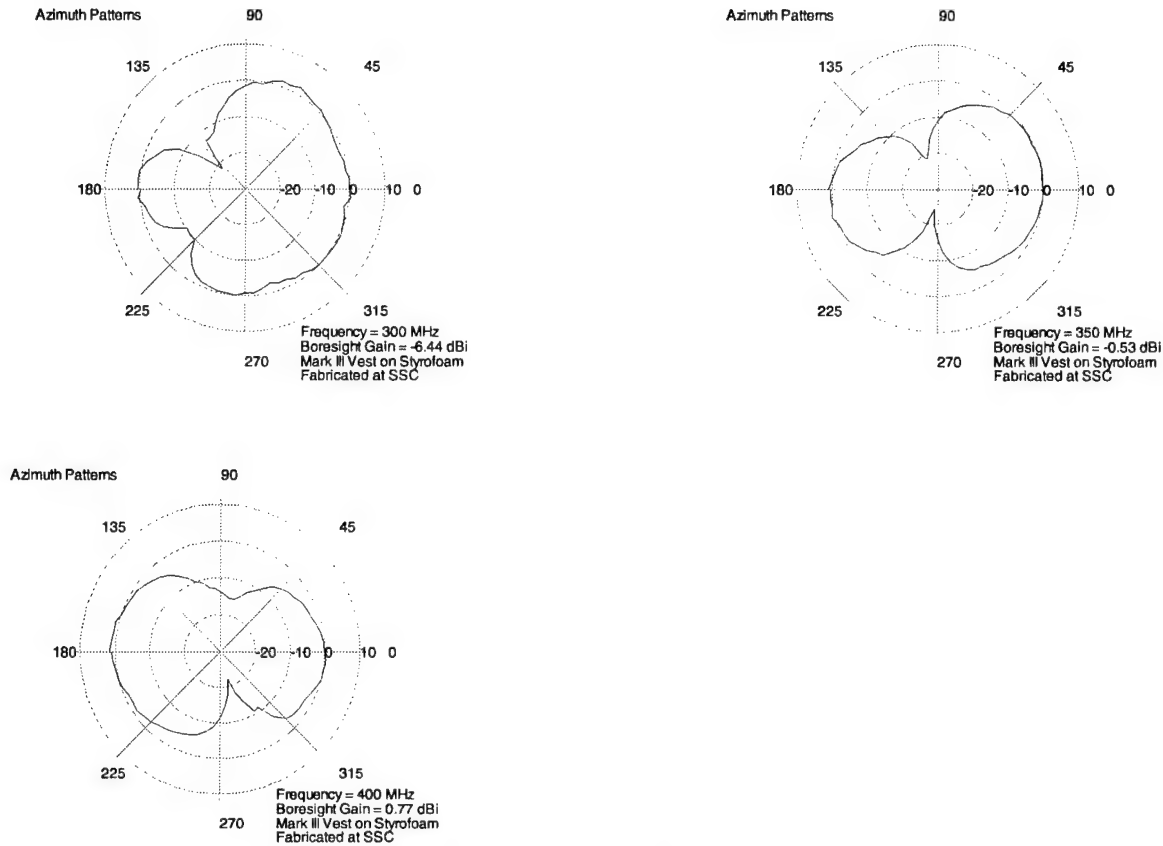 Azimuth Patterns
90
135
45
180
-20 -10 0 10 0
225
315
270
Frequency = 300 MHz
Boresight Gain = -6.44 dBi
Mark III Vest on Styrofoam
Fabricated at SSC
Azimuth Patterns
90
135
45
180
-20 -10 0 10 0
225
315
270
Frequency = 350 MHz
Boresight Gain = -0.53 dBi
Mark III Vest on Styrofoam
Fabricated at SSC
Azimuth Patterns
90
135
45
180
-20 -10 0 10 0
225
315
270
Frequency = 400 MHz
Boresight Gain = 0.77 dBi
Mark III Vest on Styrofoam
Fabricated at SSC